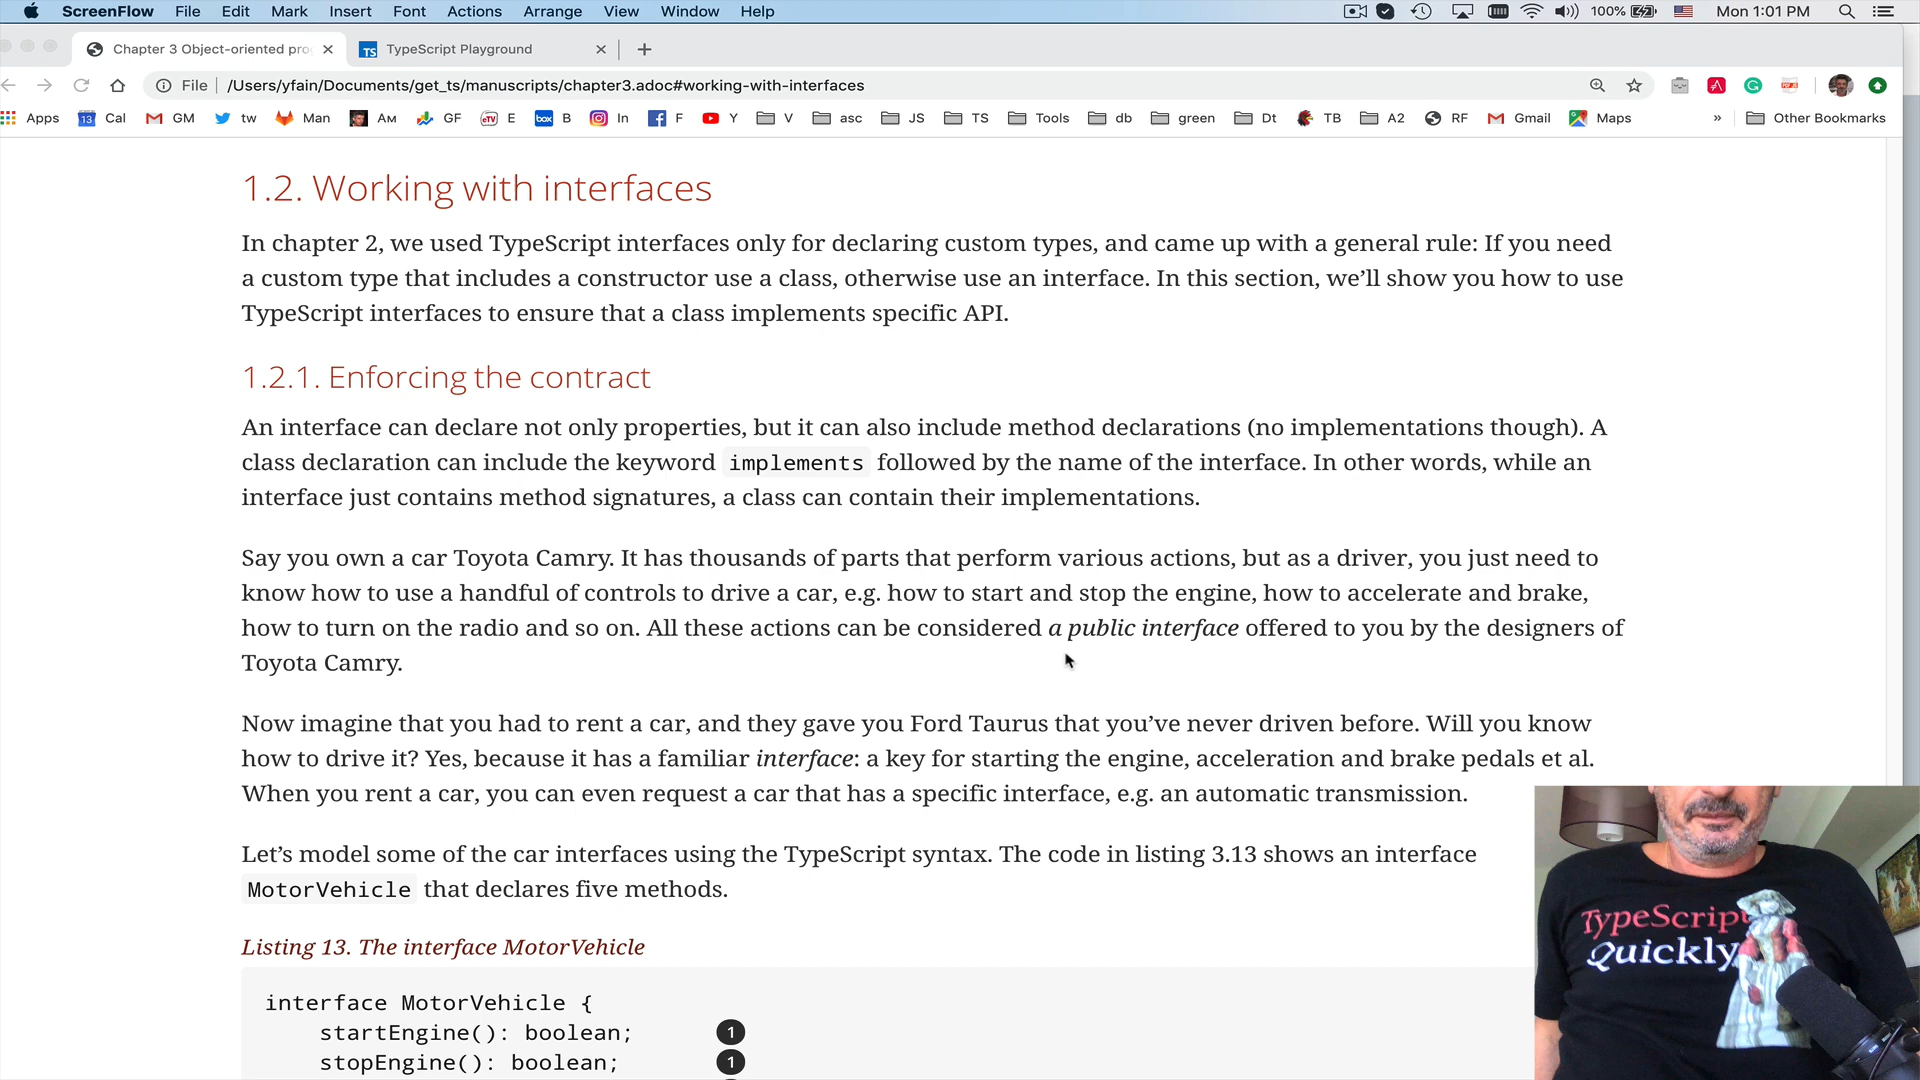 ScreenFlow File Edit Mark Insert Font Actions Arrange View Window Help 100% Mon 1:01 PM
Chapter 3 Object-oriented pro TS TypeScript Playground
File /Users/yfain/Documents/get_ts/manuscripts/chapter3.adoc#working-with-interfaces
Apps 13 Cal GM tw Man Ам GF eTV E box B In F Y V asc JS TS Tools db green Dt TB A2 RF Gmail Maps » Other Bookmarks
1.2. Working with interfaces
In chapter 2, we used TypeScript interfaces only for declaring custom types, and came up with a general rule: If you need
a custom type that includes a constructor use a class, otherwise use an interface. In this section, we’ll show you how to use
TypeScript interfaces to ensure that a class implements specific API.
1.2.1. Enforcing the contract
An interface can declare not only properties, but it can also include method declarations (no implementations though). A
class declaration can include the keyword implements followed by the name of the interface. In other words, while an
interface just contains method signatures, a class can contain their implementations.
Say you own a car Toyota Camry. It has thousands of parts that perform various actions, but as a driver, you just need to
know how to use a handful of controls to drive a car, e.g. how to start and stop the engine, how to accelerate and brake,
how to turn on the radio and so on. All these actions can be considered a public interface offered to you by the designers of
Toyota Camry.
Now imagine that you had to rent a car, and they gave you Ford Taurus that you’ve never driven before. Will you know
how to drive it? Yes, because it has a familiar interface: a key for starting the engine, acceleration and brake pedals et al.
When you rent a car, you can even request a car that has a specific interface, e.g. an automatic transmission.
Let’s model some of the car interfaces using the TypeScript syntax. The code in listing 3.13 shows an interface
MotorVehicle that declares five methods.
Listing 13. The interface MotorVehicle
interface MotorVehicle {
startEngine(): boolean; 1
stopEngine(): boolean; 1
TypeScript
Quickly